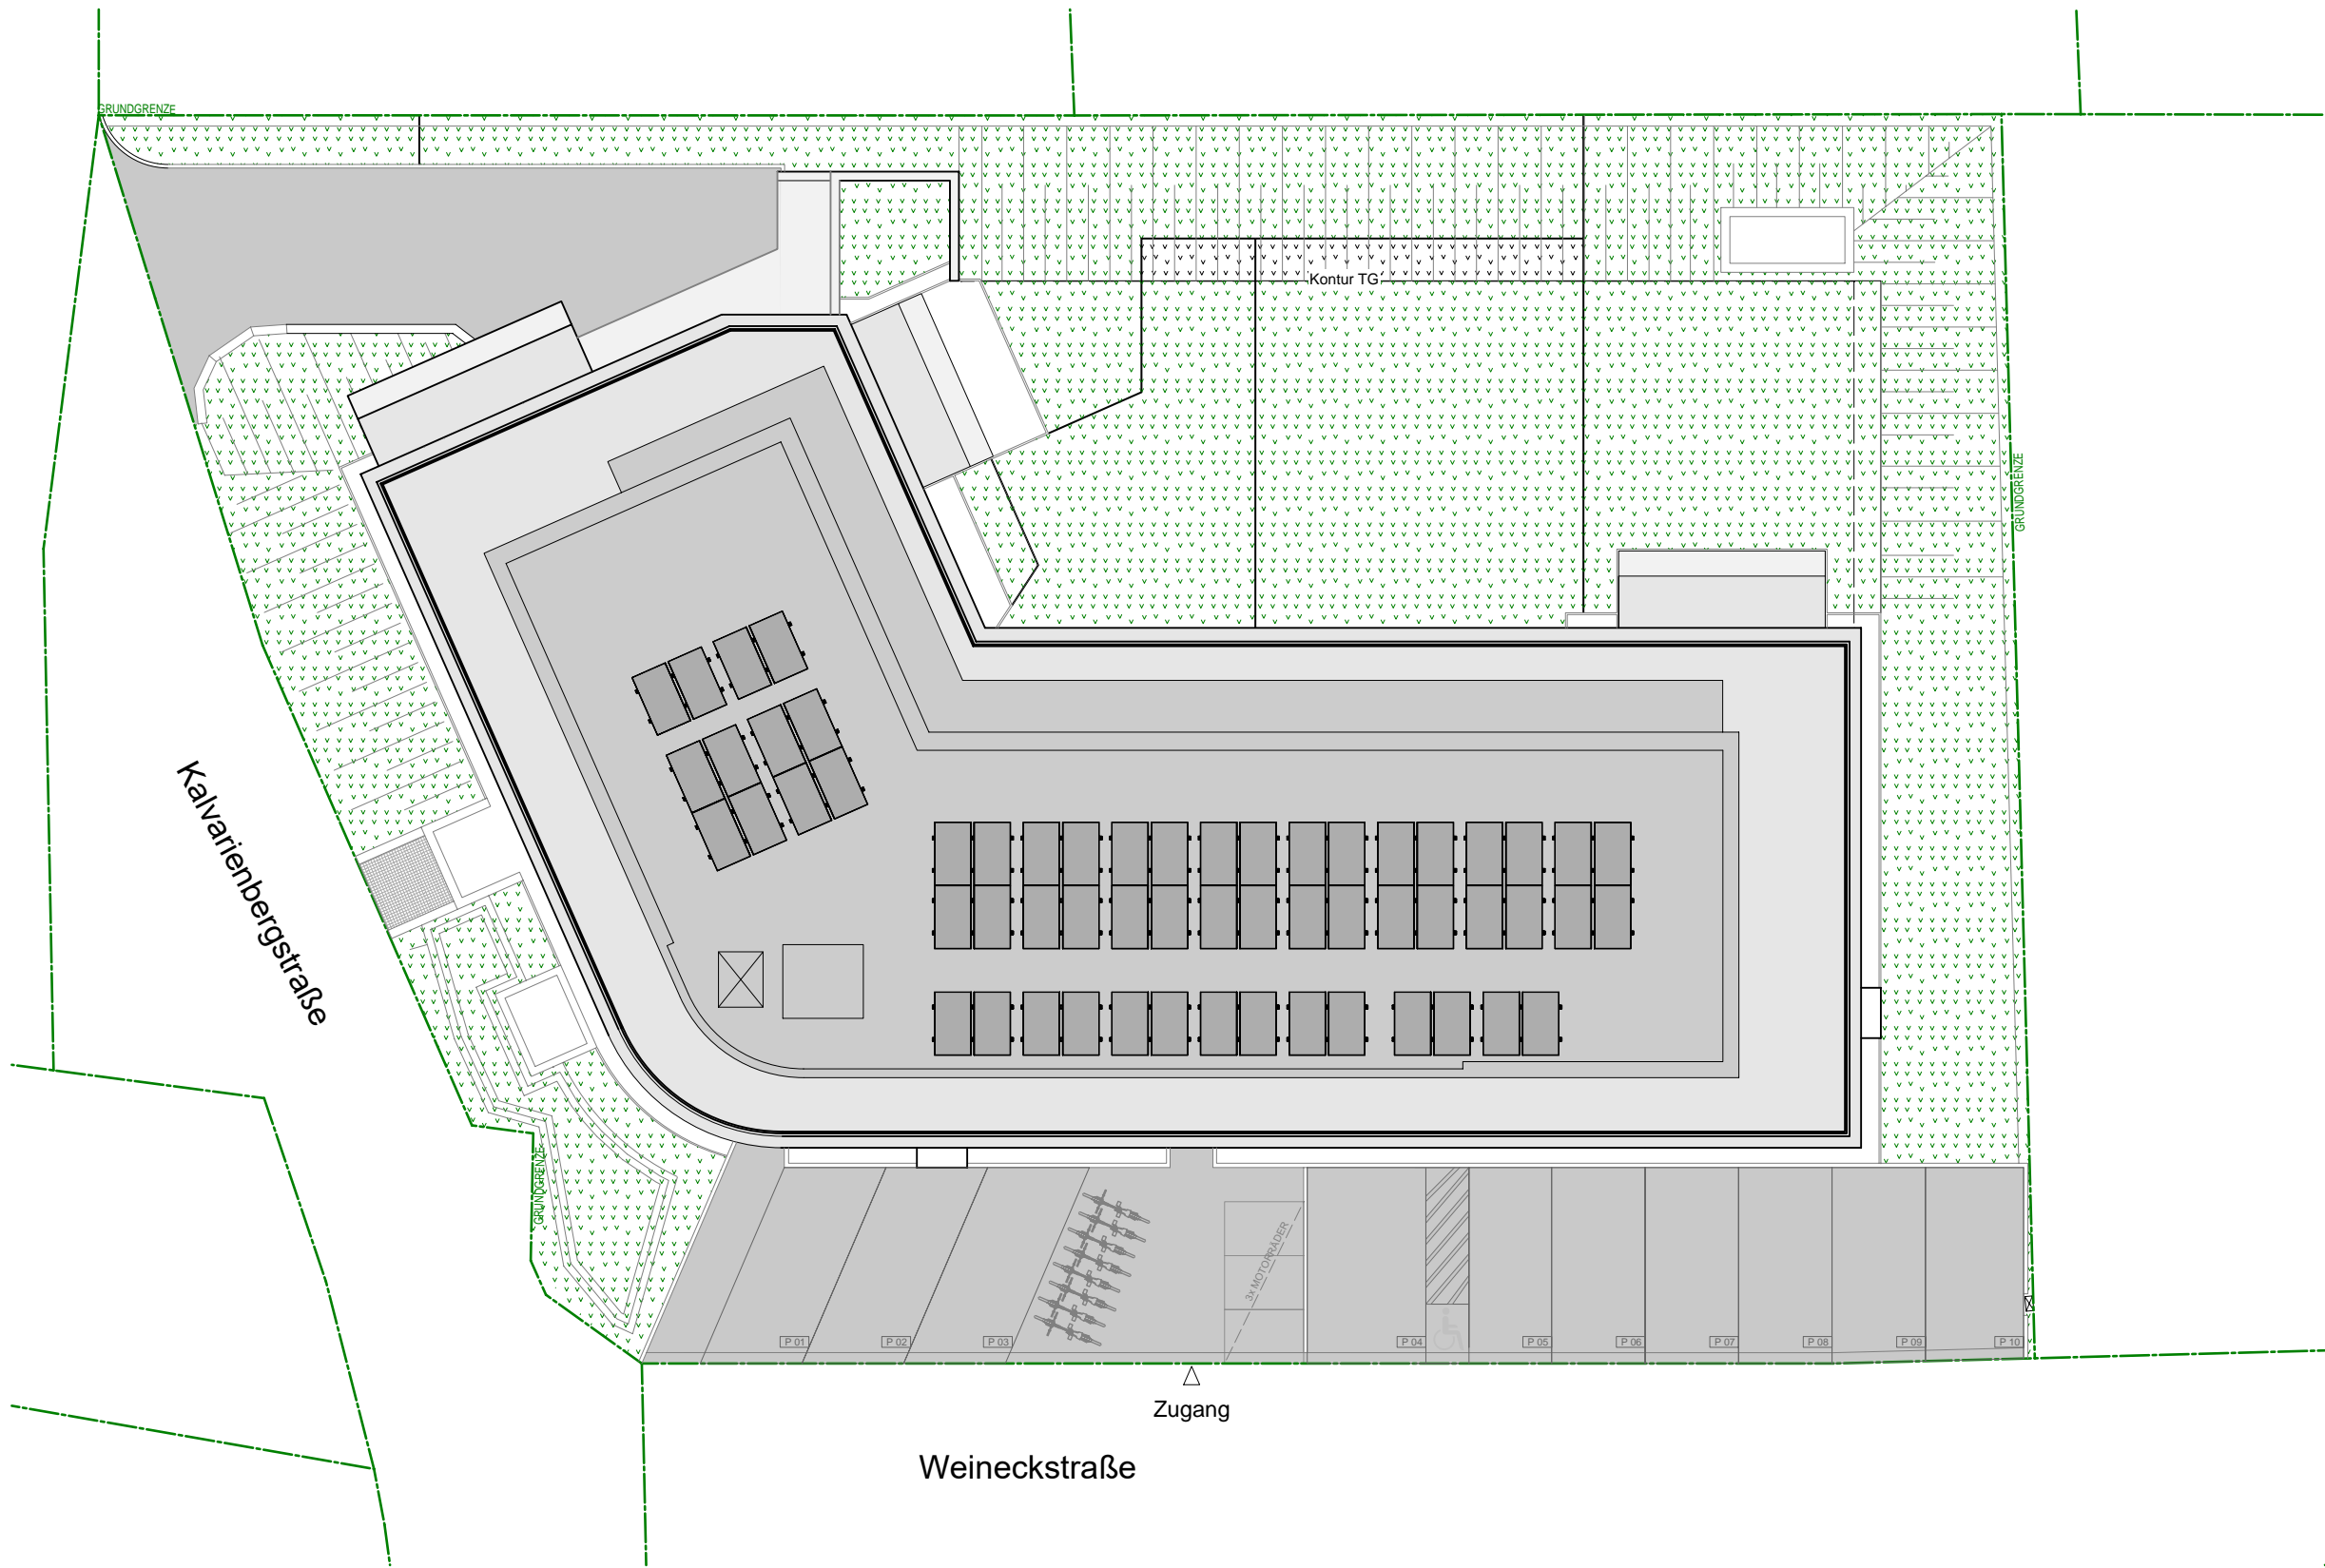 GRUNDGRENZE
Kontur TG
GRUNDGRENZE
Kalvarienbergstraße
GRUNDGRENZE
3x MOTORRÄDER
P 01
P 02
P 03
P 04
P 05
P 06
P 07
P 08
P 09
P 10
Zugang
Weineckstraße